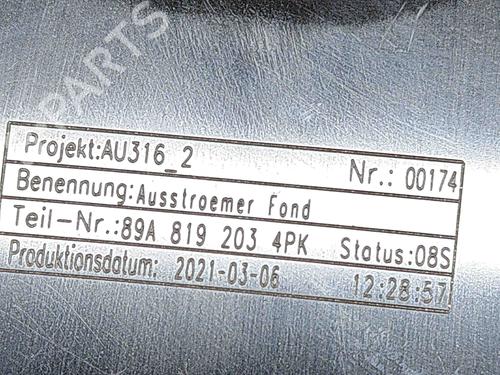 PARTS
Projekt:AU316_2 Nr.: 00174
Benennung:Ausstroemer Fond
Teil-Nr.:89A 819 203 4PK Status:08S
Produktionsdatum: 2021-03-06 12:28:57